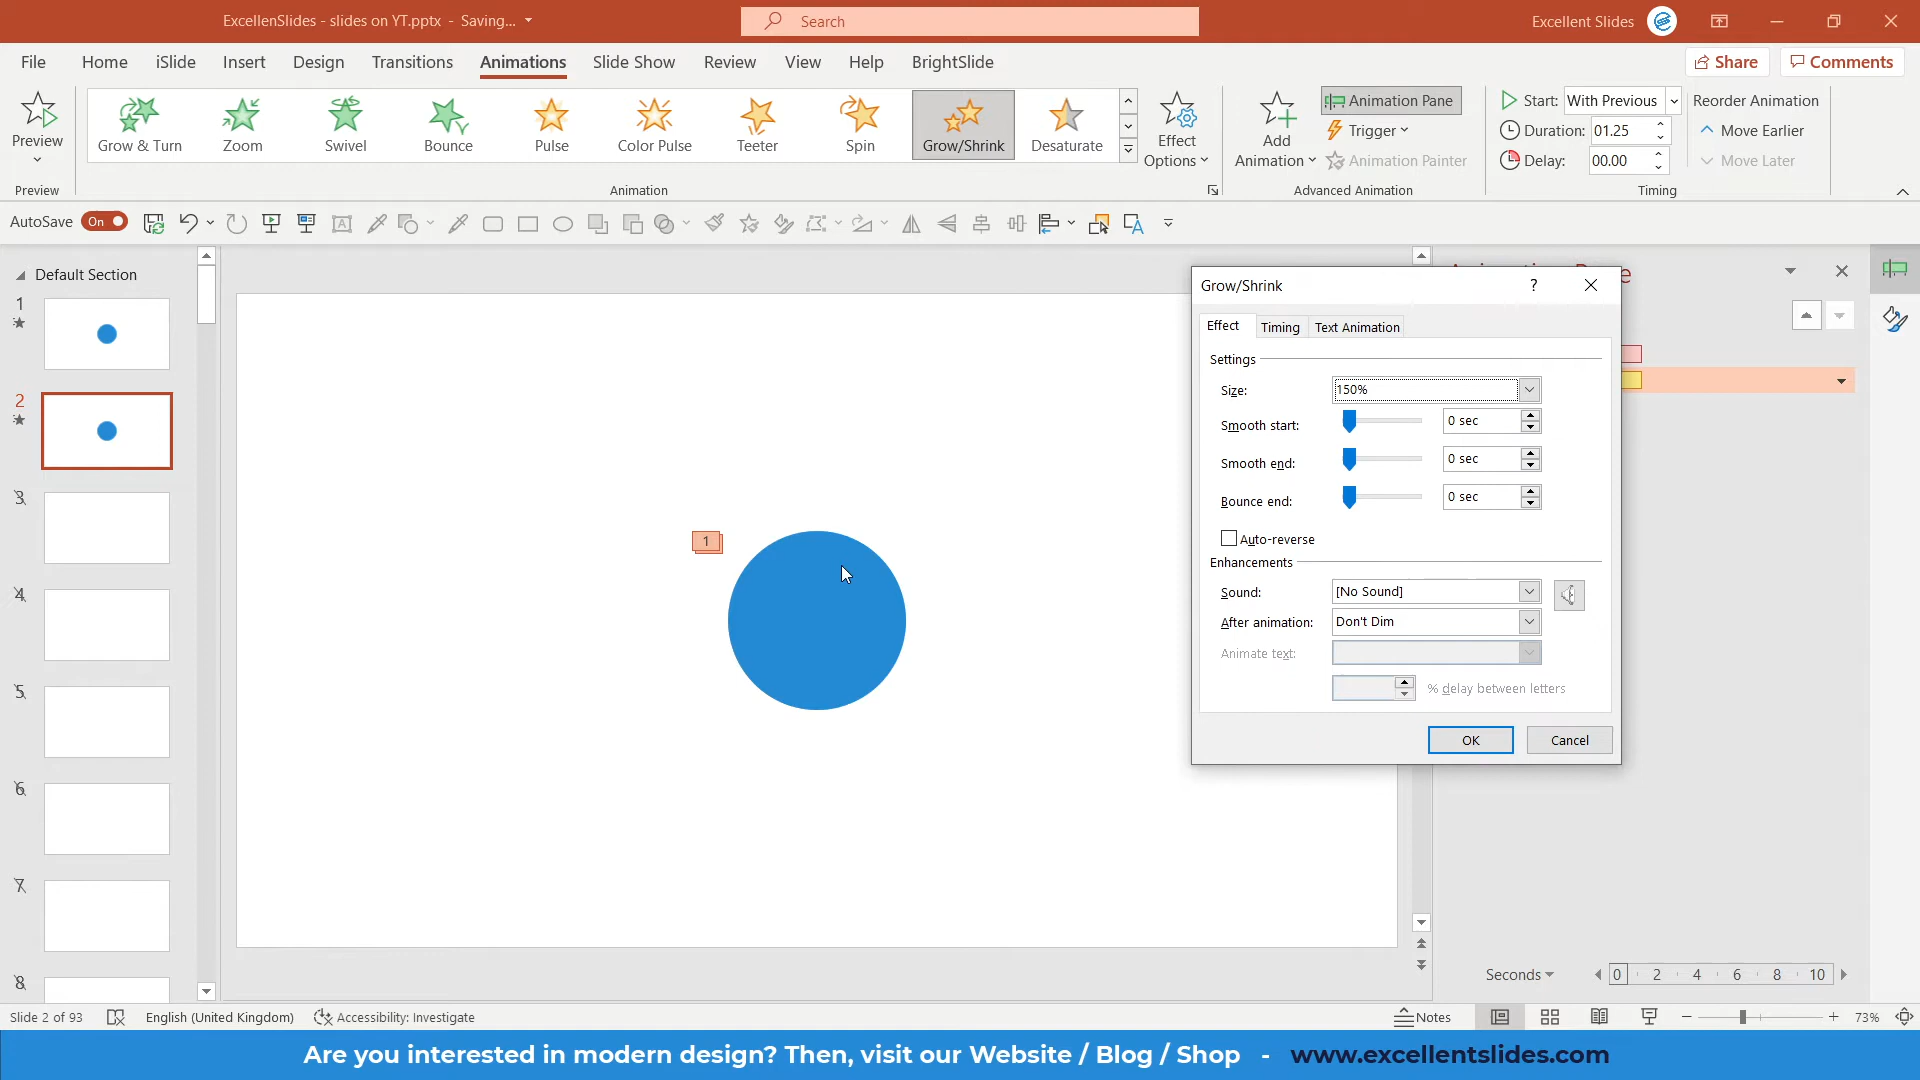 ExcellenSlides - slides on YT.pptx - Saving...
Search
Excellent Slides
File Home iSlide Insert Design Transitions Animations Slide Show Review View Help BrightSlide
Share Comments
Preview
Grow & Turn Zoom Swivel Bounce Pulse Color Pulse Teeter Spin Grow/Shrink Desaturate
Effect
Options
Add
Animation
Animation Pane
Trigger
Animation Painter
Start: With Previous
Duration: 01.25
Delay: 00.00
Reorder Animation
Move Earlier
Move Later
Preview Animation Advanced Animation Timing
AutoSave On
Default Section
1
2
3
4
5
6
7
8
1
Grow/Shrink ?
Effect Timing Text Animation
Settings
Size: 150%
Smooth start: 0 sec
Smooth end: 0 sec
Bounce end: 0 sec
Auto-reverse
Enhancements
Sound: [No Sound]
After animation: Don't Dim
Animate text:
% delay between letters
OK Cancel
Seconds 0 2 4 6 8 10
Slide 2 of 93 English (United Kingdom) Accessibility: Investigate Notes 73%
Are you interested in modern design? Then, visit our Website / Blog / Shop - www.excellentslides.com